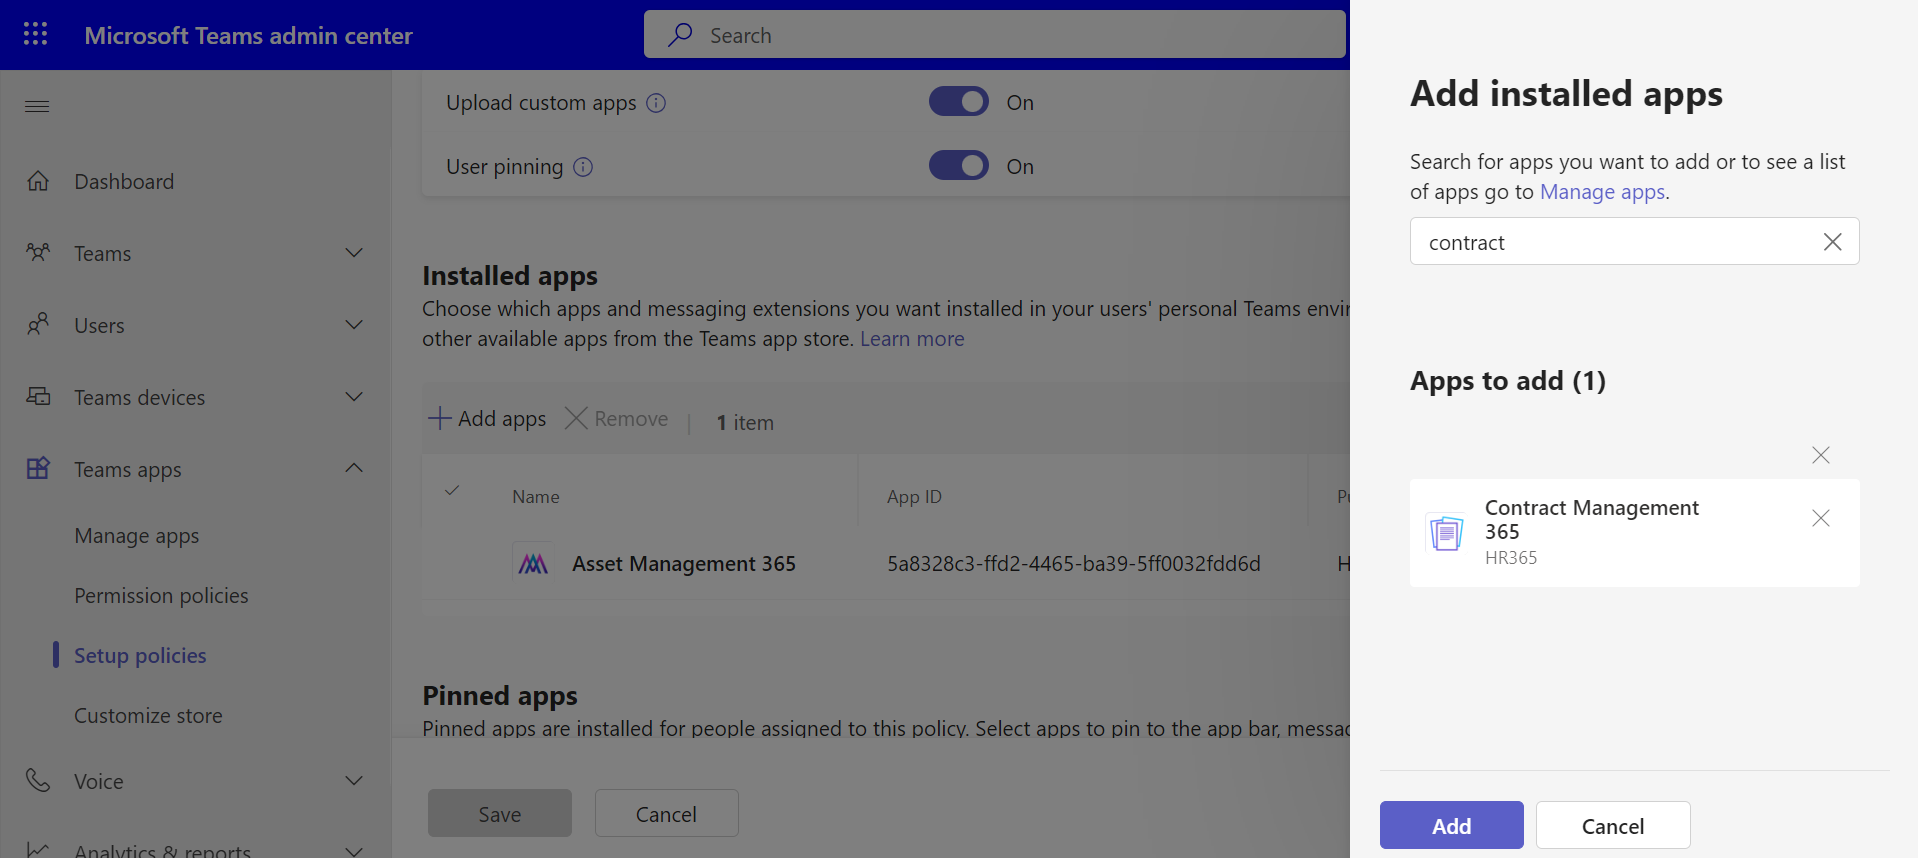 Microsoft Teams admin center
Search
Dashboard
Teams
Users
Teams devices
Teams apps
Manage apps
Permission policies
Setup policies
Customize store
Voice
Analytics & reports
Upload custom apps
On
User pinning
On
Installed apps
Choose which apps and messaging extensions you want installed in your users' personal Teams
other available apps from the Teams app store. Learn more
Add apps
Remove
1 item
Name
App ID
Asset Management 365
5a8328c3-ffd2-4465-ba39-5ff0032fdd6d
Pinned apps
Pinned apps are installed for people assigned to this policy. Select apps to pin to the app bar,
Save
Cancel
Add installed apps
Search for apps you want to add or to see a list
of apps go to Manage apps.
contract
Apps to add (1)
Contract Management
365
HR365
Add
Cancel